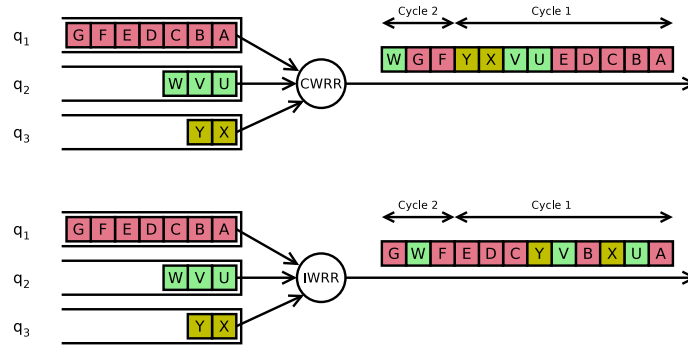 Cycle 2 Cycle 1
q1 G F E D C B A
W G F Y X V U E D C B A
q2 W V U CWRR
q3 Y X
Cycle 2 Cycle 1
q1 G F E D C B A
G W F E D C Y V B X U A
q2 W V U IWRR
q3 Y X